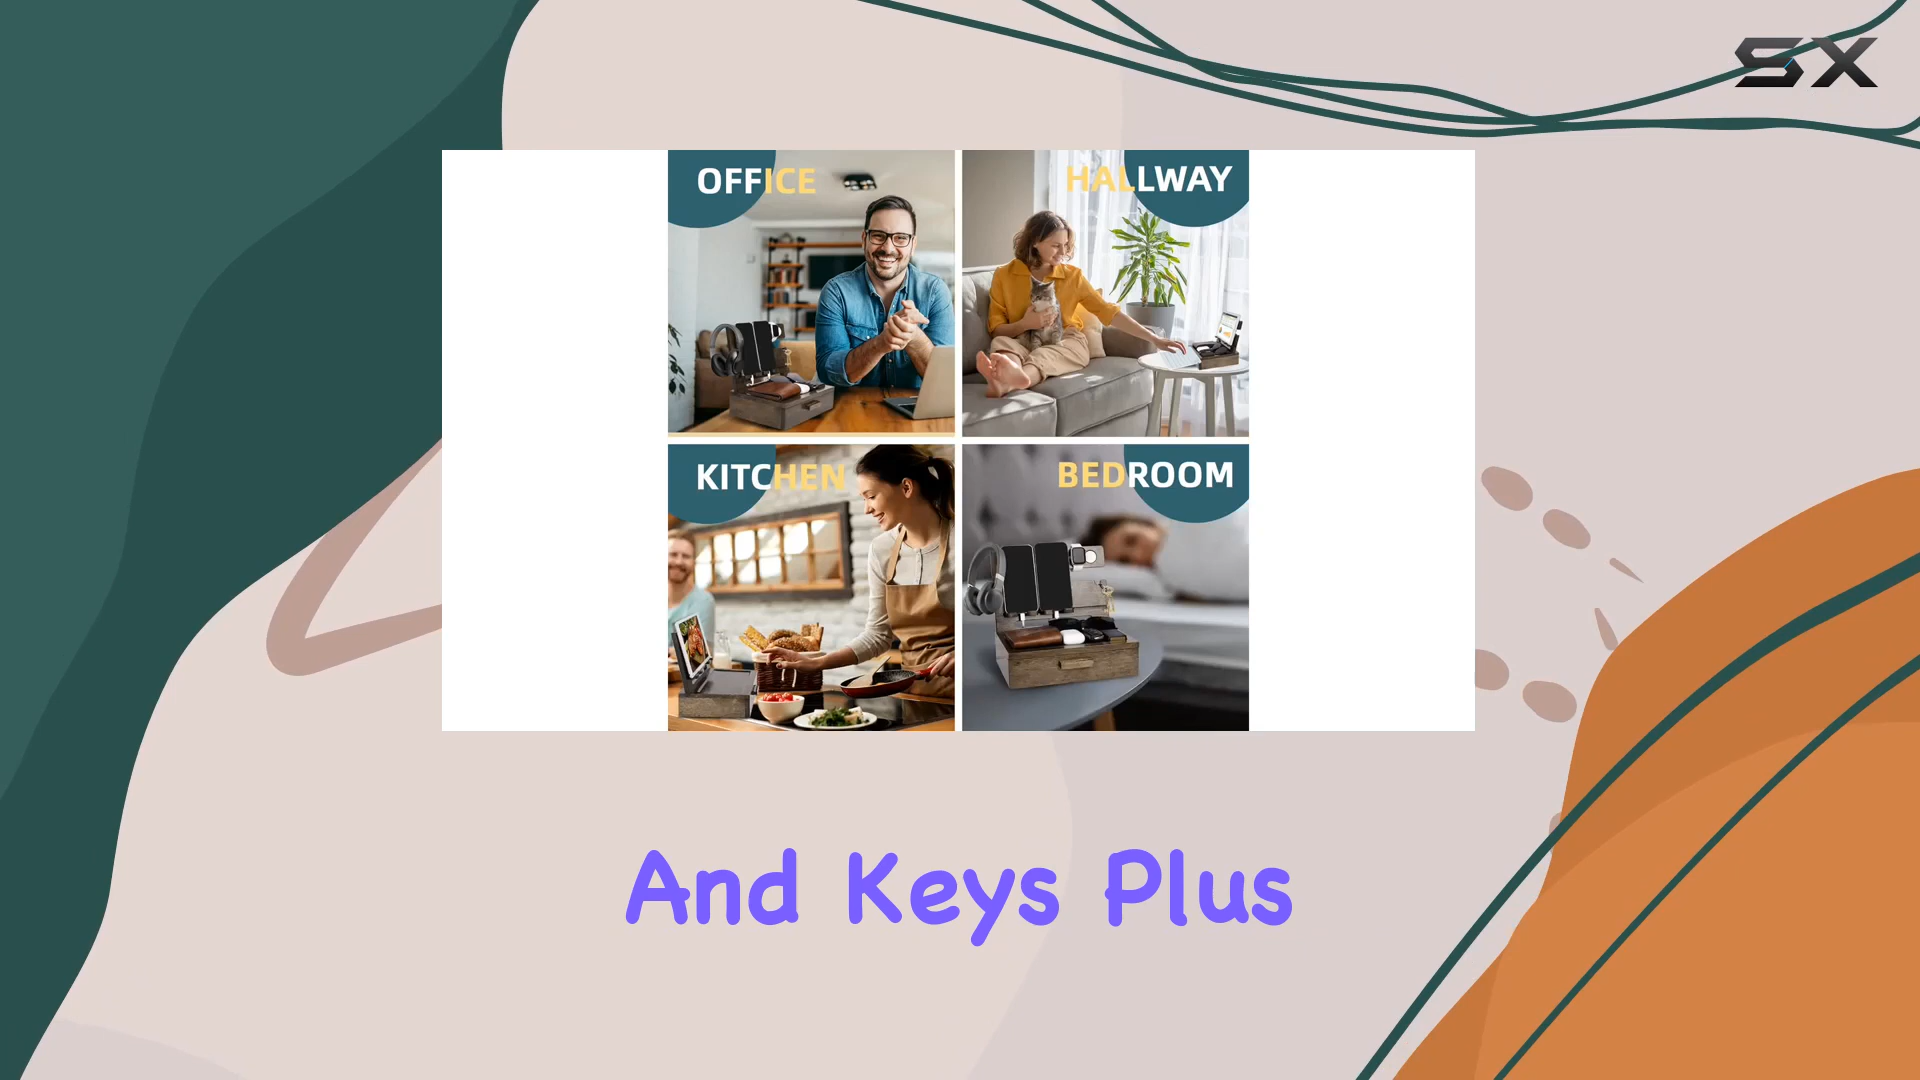 SX
OFFICE
HALLWAY
KITCHEN
BEDROOM
And Keys Plus